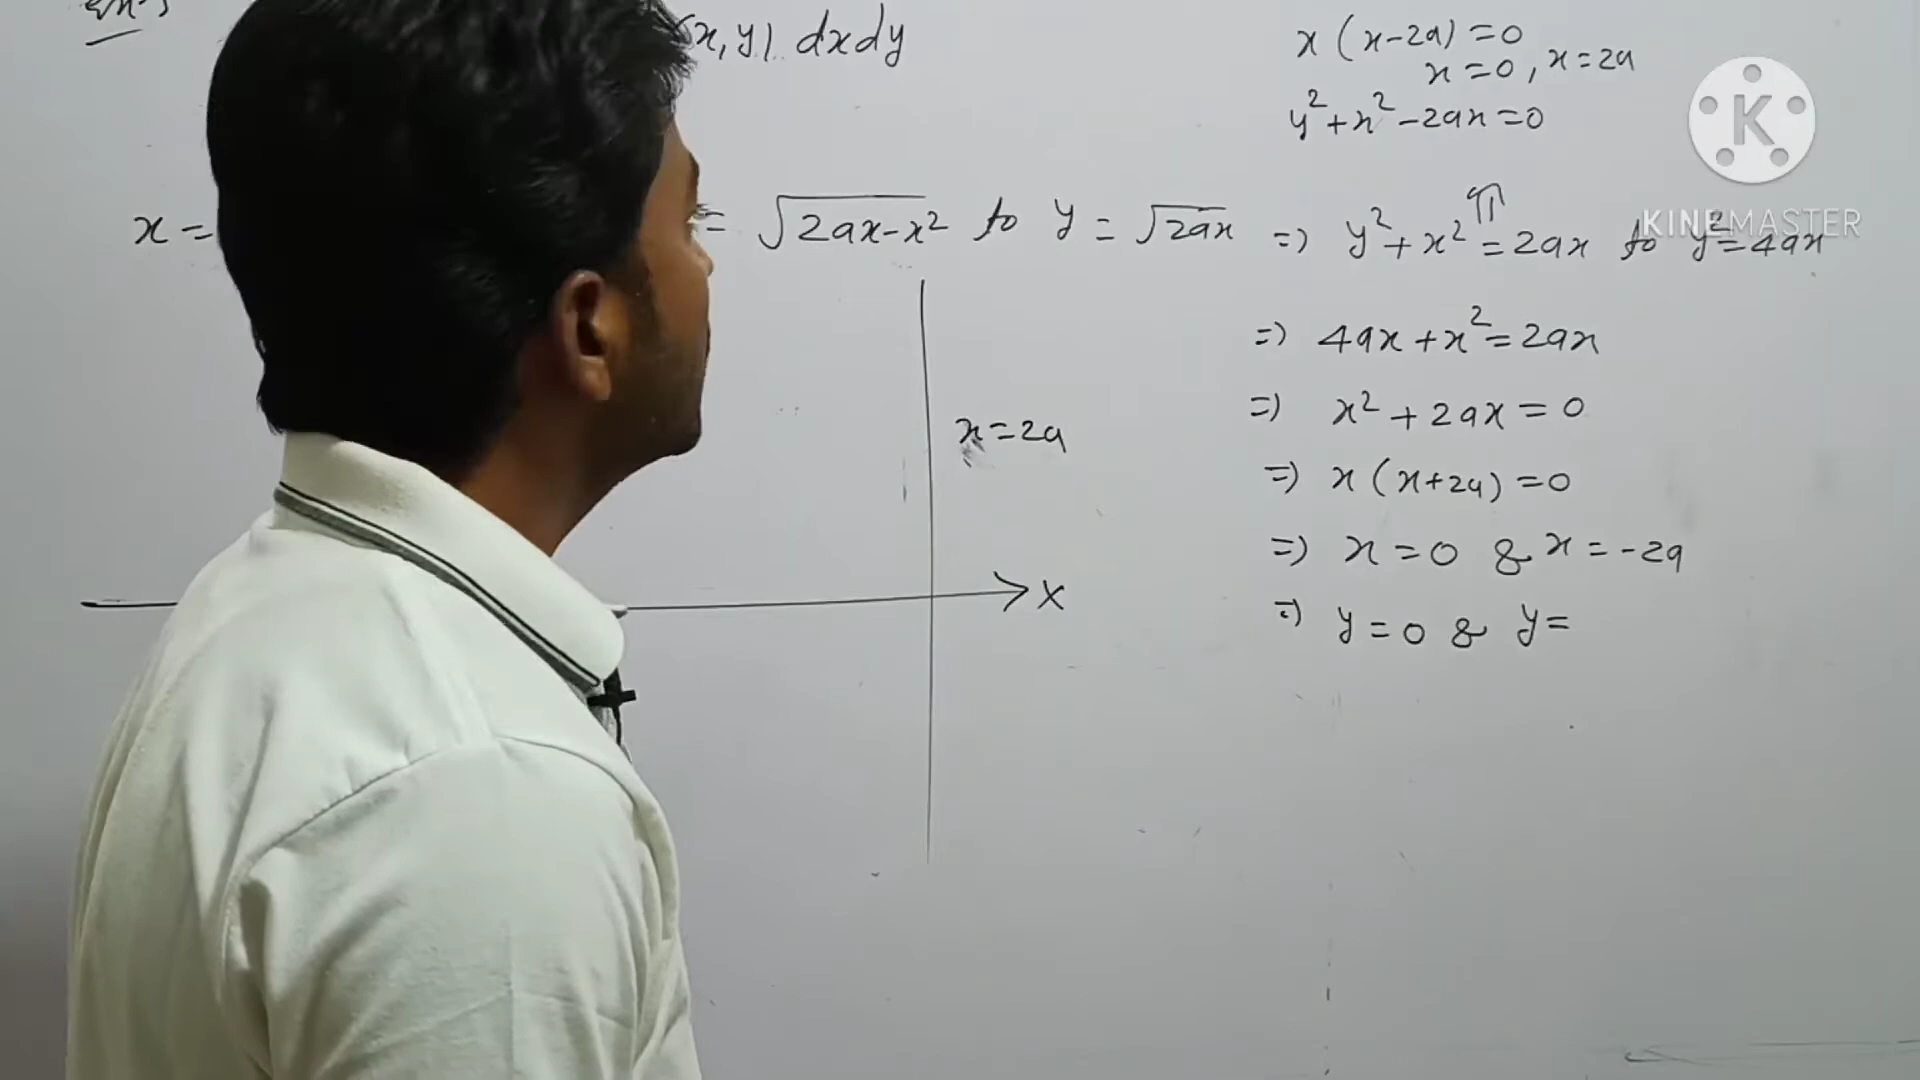 x, y) dxdy
x (x-2a) =0
x=0, x=2a
y²+x²-2ax=0
K
KINEMASTER
x =
= √2ax-x² to y = √2ax => y²+x²=2ax to y²=4ax
=> 4ax+x²=2ax
=> x²+2ax=0
x=2a
=> x (x+2a)=0
=> x=0 & x=-2a
X
=> y=0 & y=